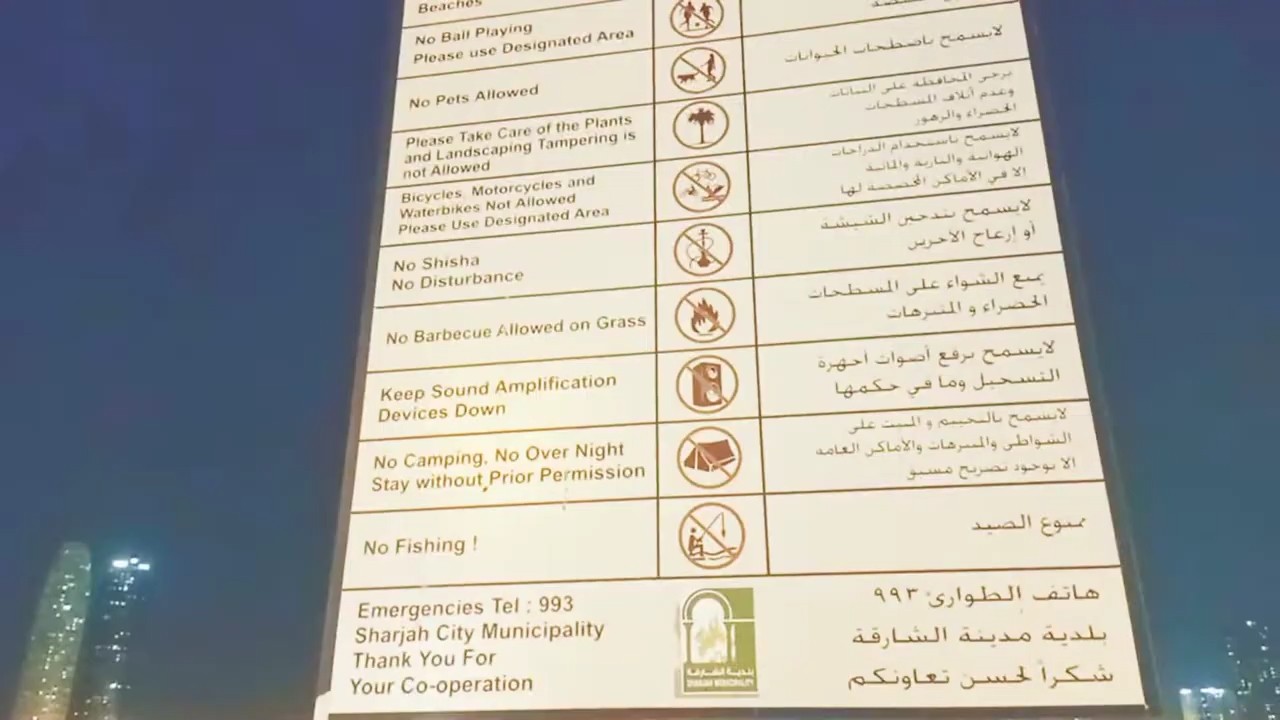 Beaches
No Ball Playing
Please use Designated Area
لايسمح باصطحاب الحيوانات
No Pets Allowed
يرجى المحافظة على النباتات
وعدم أتلاف المسطحات
الخضراء والزهور
Please Take Care of the Plants
and Landscaping Tampering is
not Allowed
لايسمح باستخدام الدراجات
الهوائية والنارية والمائية
الا في الأماكن المخصصة لها
Bicycles, Motorcycles and
Waterbikes Not Allowed
Please Use Designated Area
لايسمح بتدخين الشيشة
أو إزعاج الآخرين
No Shisha
No Disturbance
يمنع الشواء على المسطحات
الخضراء و المتنزهات
No Barbecue Allowed on Grass
لايسمح برفع أصوات أجهزة
التسجيل وما في حكمها
Keep Sound Amplification
Devices Down
لايسمح بالتخييم و المبيت على
الشواطئ والمتنزهات والأماكن العامه
الا بوجود تصريح مسبق
No Camping, No Over Night
Stay without Prior Permission
ممنوع الصيد
No Fishing !
هاتف الطوارئ ٩٩٣
بلدية مدينة الشارقة
شكراً لحسن تعاونكم
Emergencies Tel : 993
Sharjah City Municipality
Thank You For
Your Co-operation
بلدية الشارقة
SHARJAH MUNICIPALITY